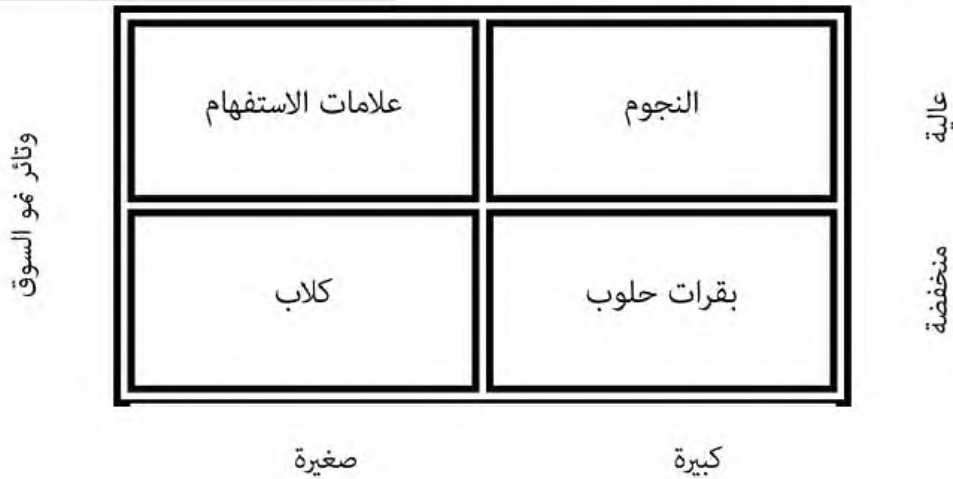 النجوم
علامات الاستفهام
عالية
وتائر نمو السوق
بقرات حلوب
كلاب
منخفضة
كبيرة
صغيرة